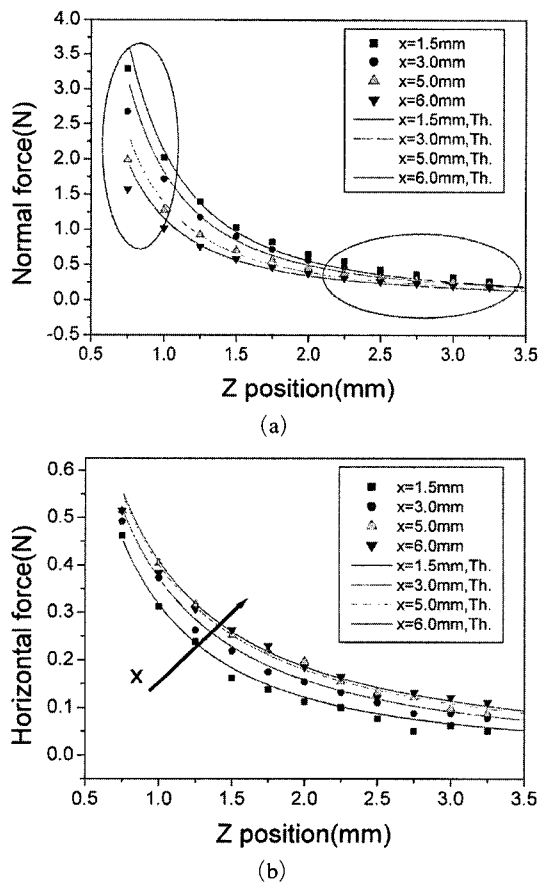 (a)
4.0
3.5
3.0
2.5
2.0
1.5
1.0
0.5
0.0
-0.5
Normal force(N)
x=1.5mm
x=3.0mm
x=5.0mm
x=6.0mm
x=1.5mm,Th.
x=3.0mm,Th.
x=5.0mm,Th.
x=6.0mm,Th.
0.5 1.0 1.5 2.0 2.5 3.0 3.5
Z position(mm)
(a)
0.6
0.5
0.4
0.3
0.2
0.1
0.0
Horizontal force(N)
x=1.5mm
x=3.0mm
x=5.0mm
x=6.0mm
x=1.5mm,Th.
x=3.0mm,Th.
x=5.0mm,Th.
x=6.0mm,Th.
X
0.5 1.0 1.5 2.0 2.5 3.0 3.5
Z position(mm)
(b)